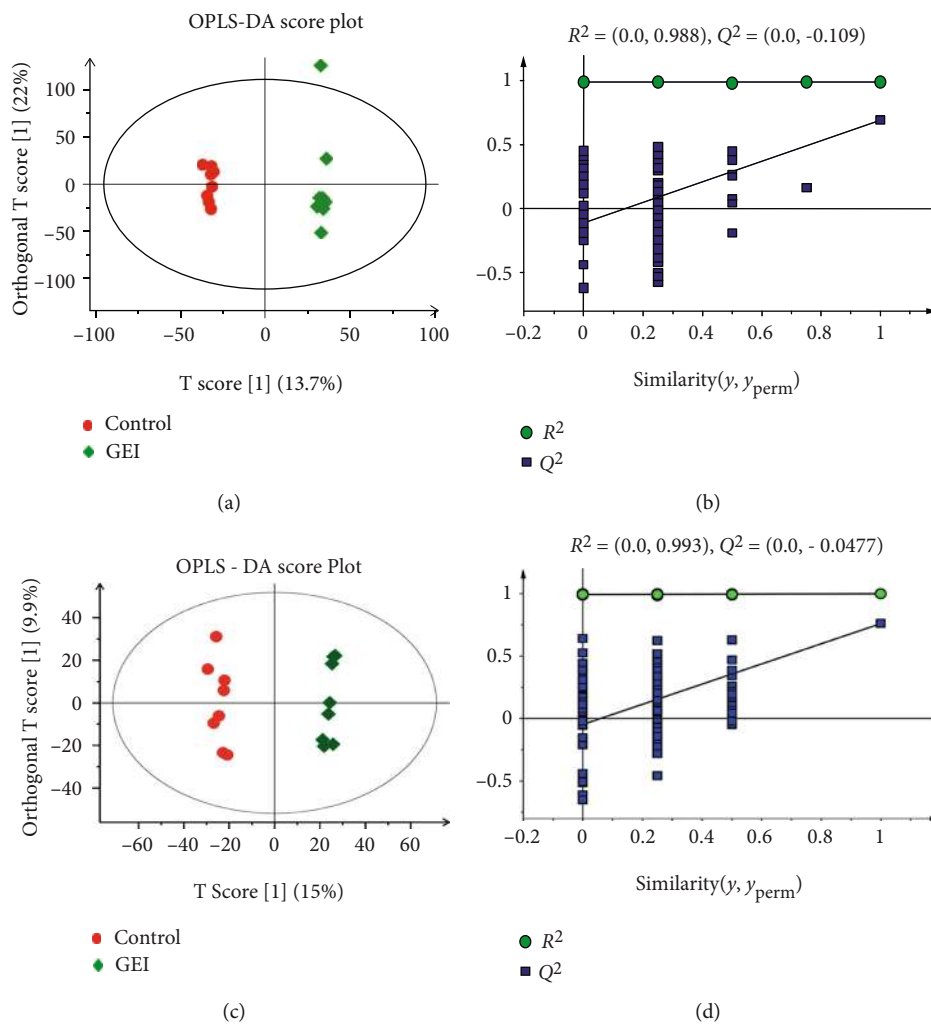 OPLS-DA score plot
Orthogonal T score [1] (22%)
100
50
0
−50
−100
−100
−50
0
50
100
T score [1] (13.7%)
Control
GEI
(a)
R² = (0.0, 0.988), Q² = (0.0, -0.109)
1
0.5
0
−0.5
−0.2
0
0.2
0.4
0.6
0.8
1
Similarity(y, yperm)
R²
Q²
(b)
OPLS - DA score Plot
Orthogonal T score [1] (9.9%)
40
20
0
−20
−40
−60
−40
−20
0
20
40
60
T Score [1] (15%)
Control
GEI
(c)
R² = (0.0, 0.993), Q² = (0.0, - 0.0477)
1
0.5
0
−0.5
−0.2
0
0.2
0.4
0.6
0.8
1
Similarity(y, yperm)
R²
Q²
(d)